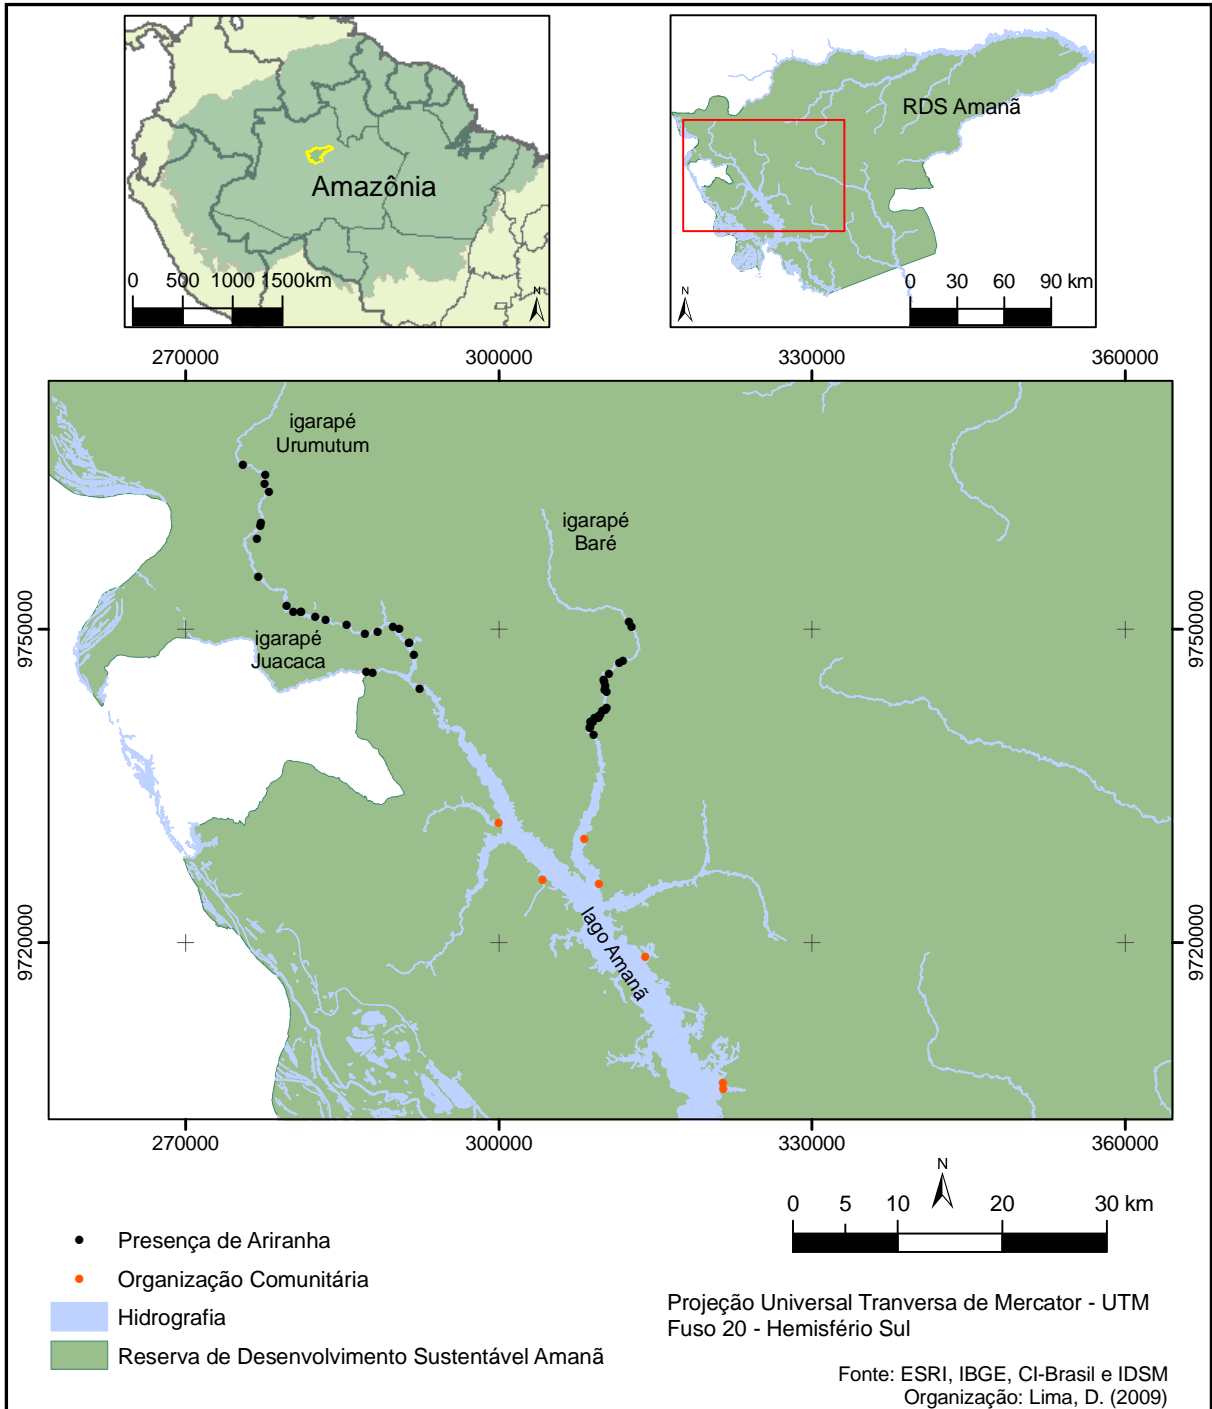 Amazônia
0 500 1000 1500km
N
RDS Amanã
N
0 30 60 90 km
270000 300000 330000 360000
igarapé
Urumutum
igarapé
Baré
9750000
9750000
igarapé
Juacaca
9720000
9720000
lago Amanã
270000 300000 330000 360000
N
0 5 10 20 30 km
Presença de Ariranha
Organização Comunitária
Hidrografia
Reserva de Desenvolvimento Sustentável Amanã
Projeção Universal Tranversa de Mercator - UTM
Fuso 20 - Hemisfério Sul
Fonte: ESRI, IBGE, CI-Brasil e IDSM
Organização: Lima, D. (2009)